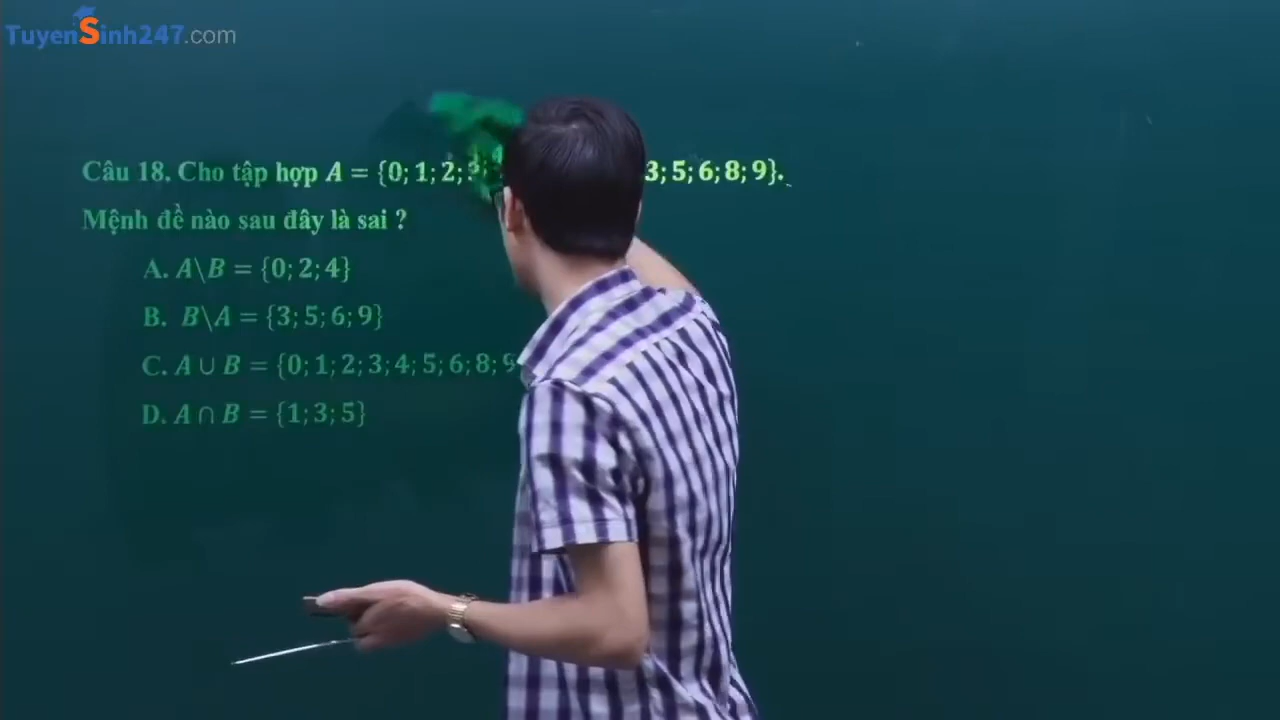 TuyenSinh247.com
Câu 18. Cho tập hợp A = {0; 1; 2; 3; 5; 6; 8; 9}.
Mệnh đề nào sau đây là sai ?
A. A\B = {0; 2; 4}
B. B\A = {3; 5; 6; 9}
C. A ∪ B = {0; 1; 2; 3; 4; 5; 6; 8;
D. A ∩ B = {1; 3; 5}